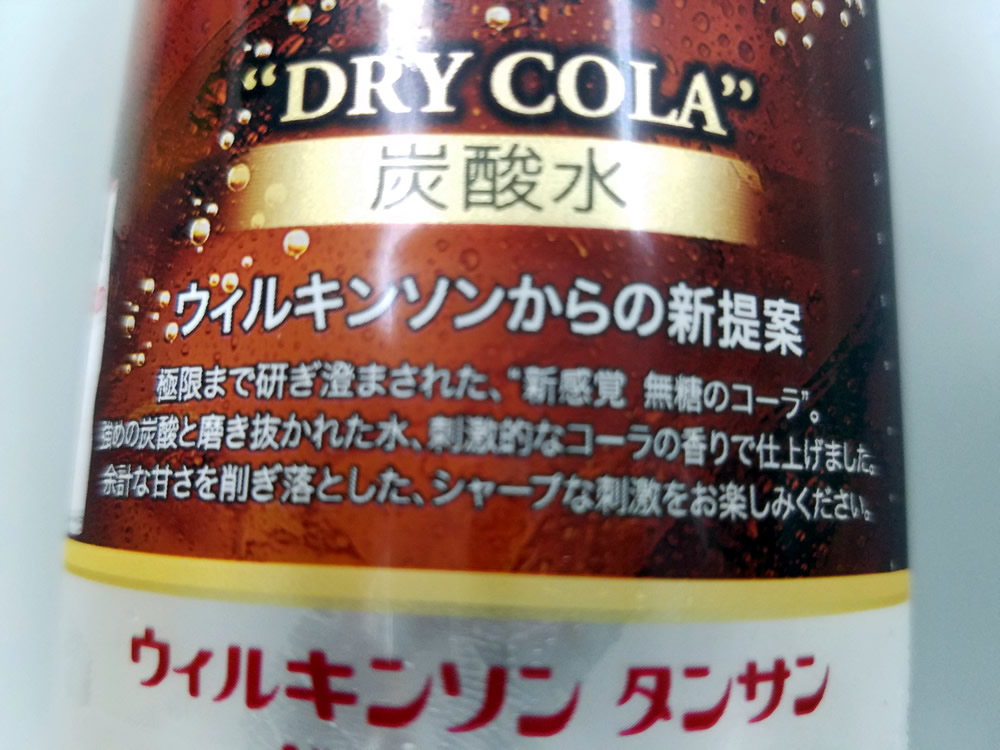 “DRY COLA”
炭酸水
ウィルキンソンからの新提案
極限まで研ぎ澄まされた、“新感覚 無糖のコーラ”。
強めの炭酸と磨き抜かれた水、刺激的なコーラの香りで仕上げました。
余計な甘さを削ぎ落とした、シャープな刺激をお楽しみください。
ウィルキンソン タンサン